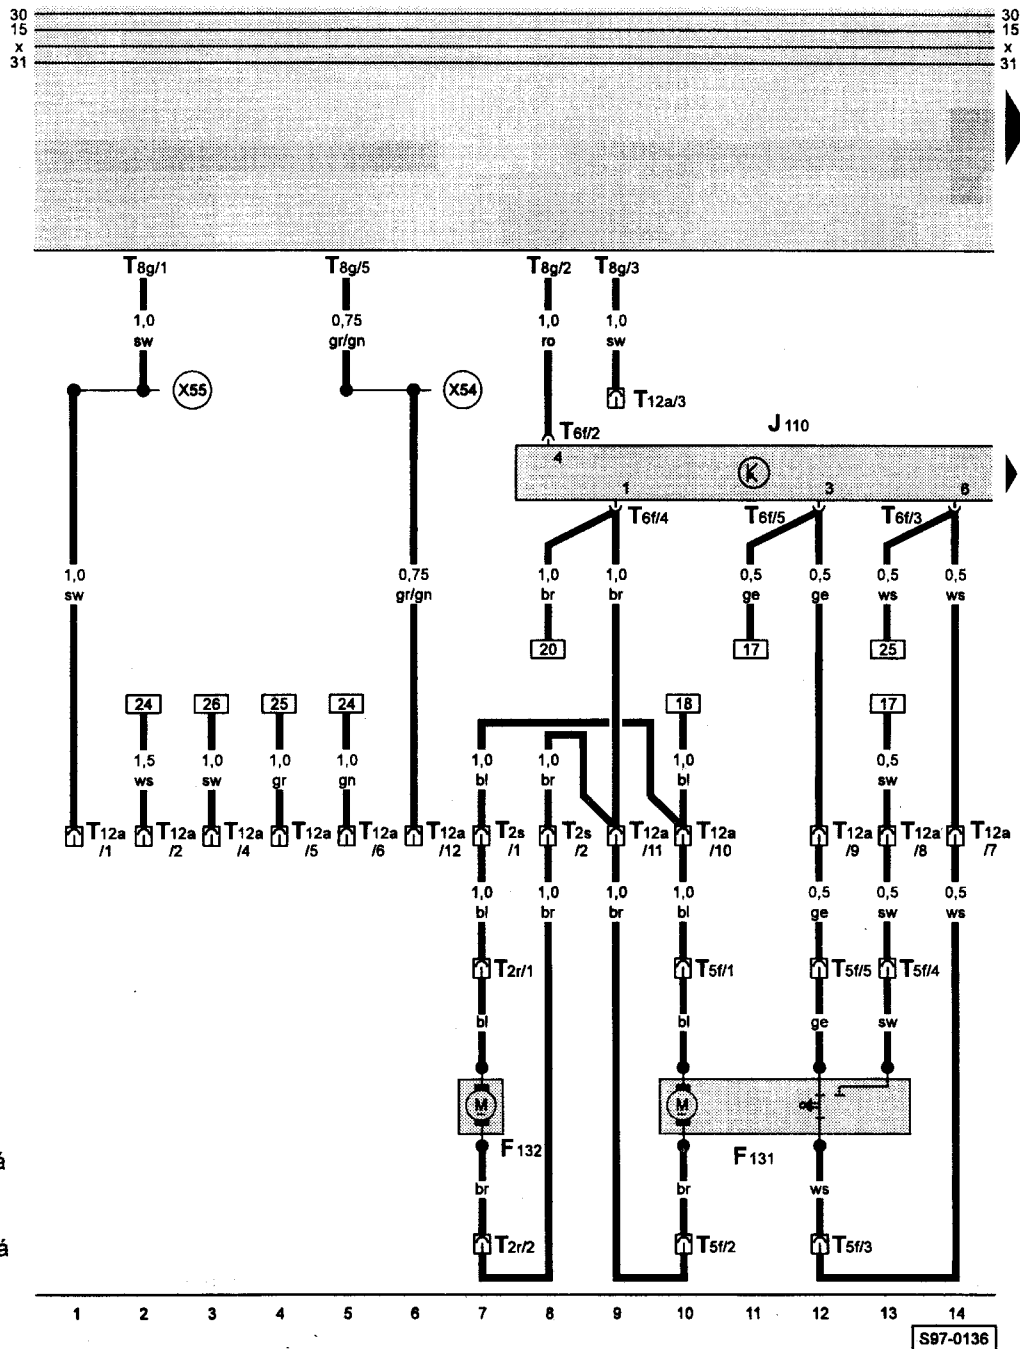 30 30
15 15
x x
31 31
T8g/1 T8g/5 T8g/2 T8g/3
1,0 0,75 1,0 1,0
sw gr/gn ro sw
X55 X54
T12a/3
T6f/2 J 110
4
K
1 3 6
T6f/4 T6f/5 T6f/3
1,0 0,75 1,0 1,0 0,5 0,5 0,5 0,5
sw gr/gn br br ge ge ws ws
20 17 25
24 26 25 24 18 17
1,5 1,0 1,0 1,0 1,0 1,0 1,0 0,5
ws sw gr gn bl br bl sw
T12a T12a T12a T12a T12a T12a T2s T2s T12a T12a T12a T12a T12a
/1 /2 /4 /5 /6 /12 /1 /2 /11 /10 /9 /8 /7
1,0 1,0 1,0 1,0 0,5 0,5 0,5
bl br br bl ge sw ws
T2r/1 T5f/1 T5f/5 T5f/4
bl bl ge sw
M M
F 132 F 131
á
br br ws
T2r/2 T5f/2 T5f/3
á
1 2 3 4 5 6 7 8 9 10 11 12 13 14
S97-0136